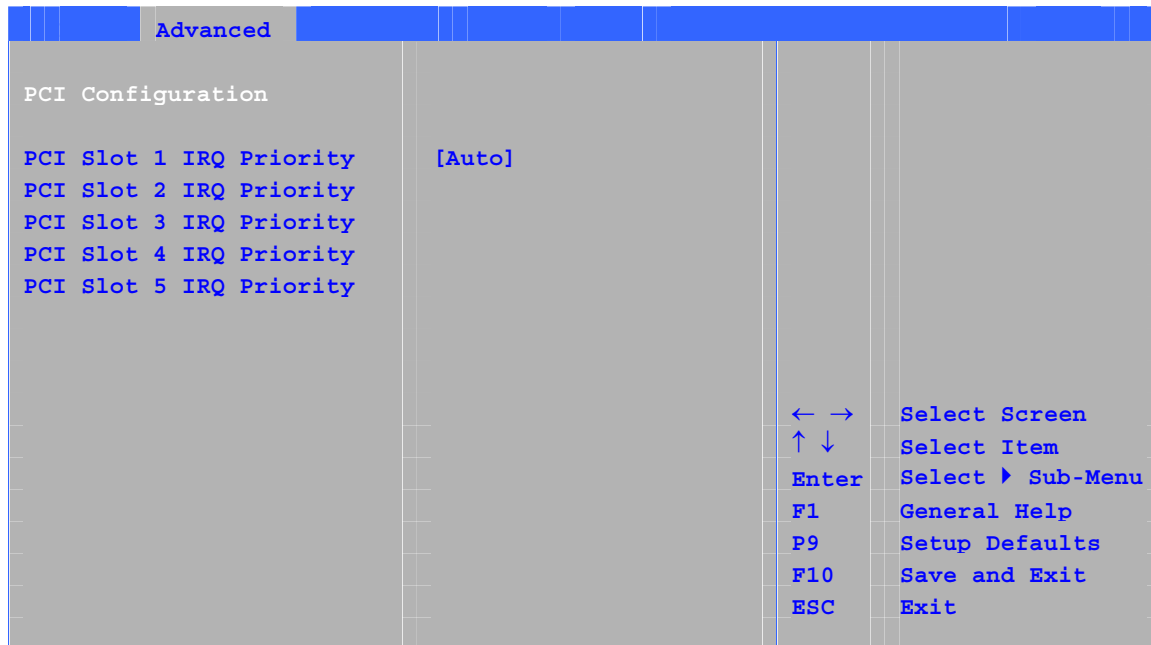 Advanced
PCI Configuration
PCI Slot 1 IRQ Priority [Auto]
PCI Slot 2 IRQ Priority
PCI Slot 3 IRQ Priority
PCI Slot 4 IRQ Priority
PCI Slot 5 IRQ Priority
← → Select Screen
↑ ↓ Select Item
Enter Select ▶ Sub-Menu
F1 General Help
P9 Setup Defaults
F10 Save and Exit
ESC Exit